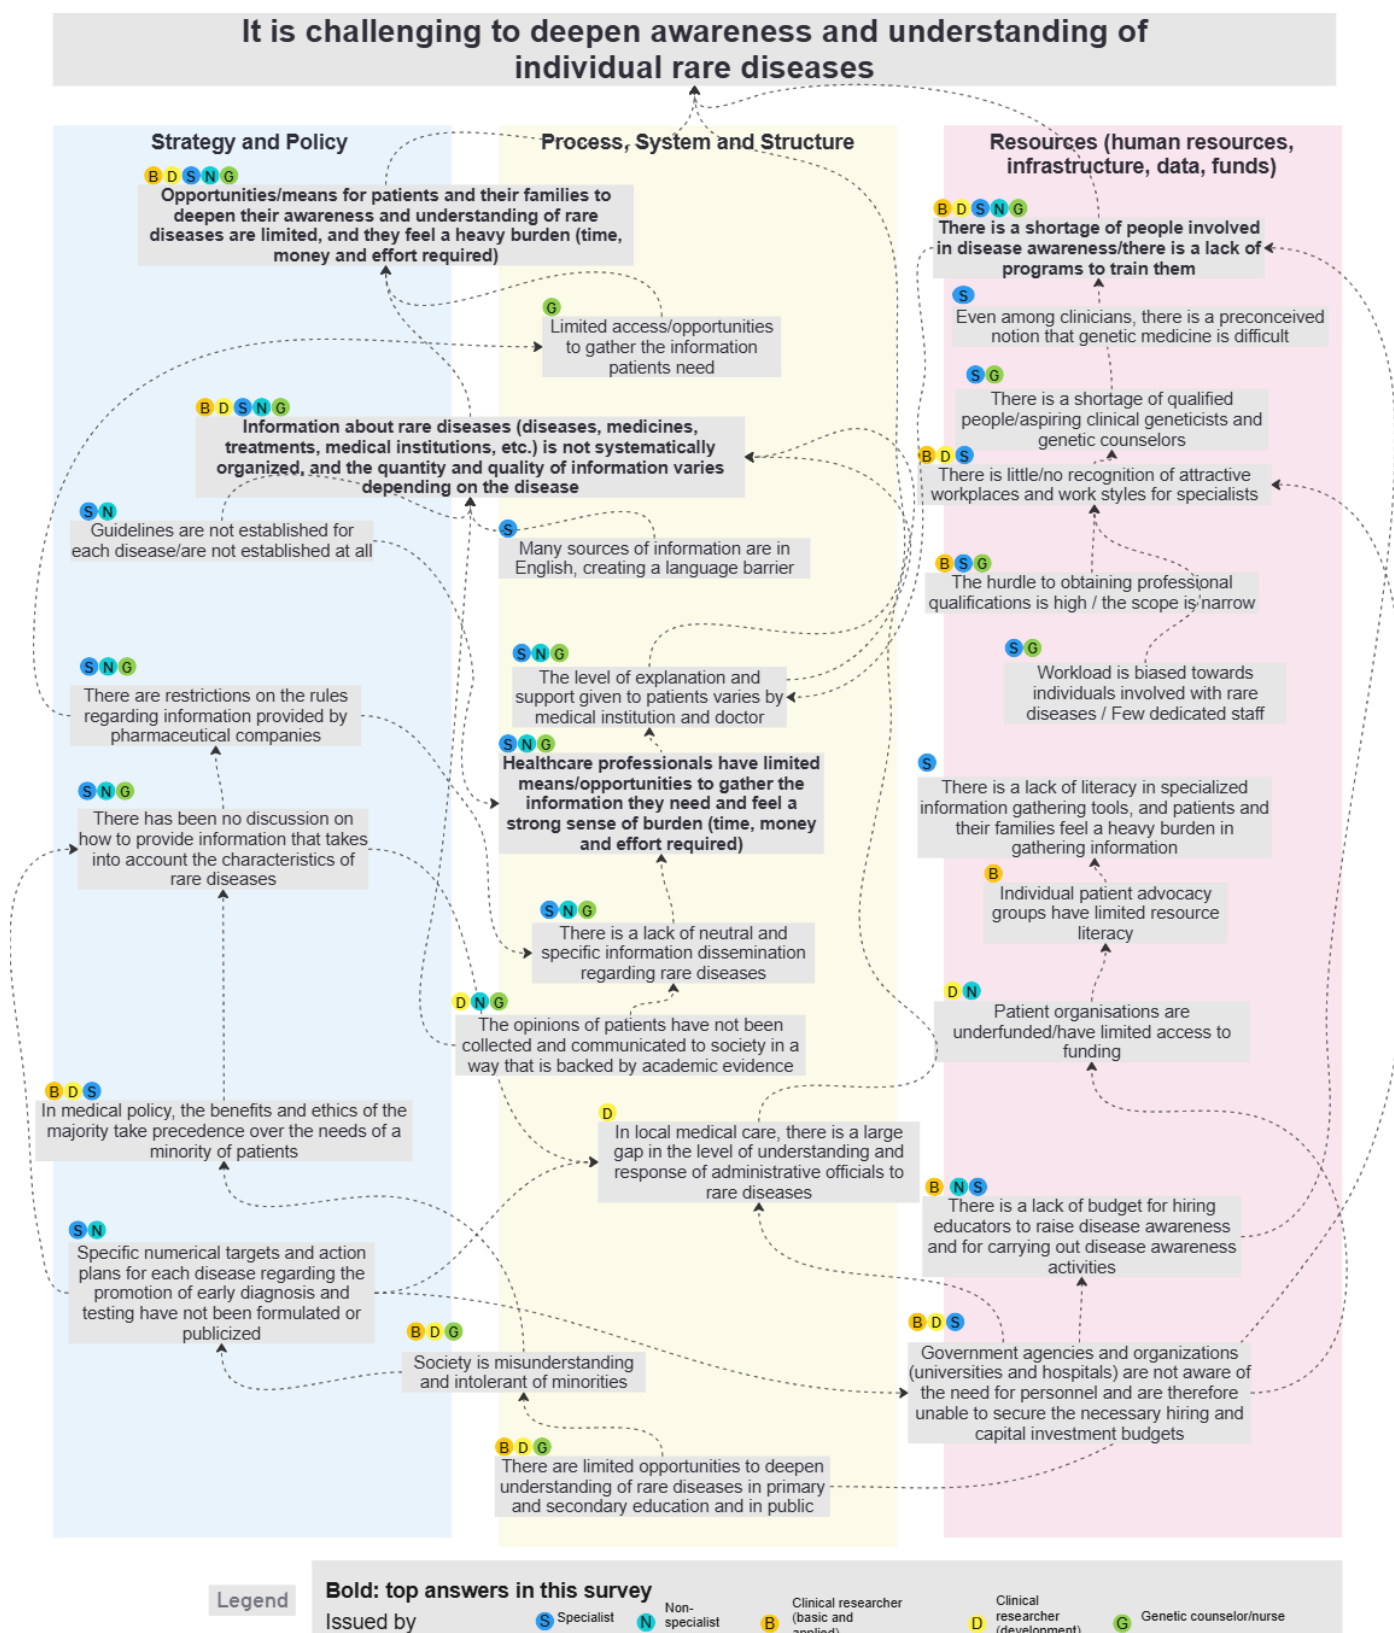 It is challenging to deepen awareness and understanding of
individual rare diseases
Strategy and Policy
B D S N G
Opportunities/means for patients and their families to
deepen their awareness and understanding of rare
diseases are limited, and they feel a heavy burden (time,
money and effort required)
B D S N G
Information about rare diseases (diseases, medicines,
treatments, medical institutions, etc.) is not systematically
organized, and the quantity and quality of information varies
depending on the disease
S N
Guidelines are not established for
each disease/are not established at all
S N G
There are restrictions on the rules
regarding information provided by
pharmaceutical companies
S N G
There has been no discussion on
how to provide information that takes
into account the characteristics of
rare diseases
B D S
In medical policy, the benefits and ethics of the
majority take precedence over the needs of a
minority of patients
S N
Specific numerical targets and action
plans for each disease regarding the
promotion of early diagnosis and
testing have not been formulated or
publicized
B D G
Society is misunderstanding
and intolerant of minorities
Process, System and Structure
G
Limited access/opportunities
to gather the information
patients need
S
Many sources of information are in
English, creating a language barrier
S N G
The level of explanation and
support given to patients varies by
medical institution and doctor
S N G
Healthcare professionals have limited
means/opportunities to gather the
information they need and feel a
strong sense of burden (time, money
and effort required)
S N G
There is a lack of neutral and
specific information dissemination
regarding rare diseases
D N G
The opinions of patients have not been
collected and communicated to society in a
way that is backed by academic evidence
D
In local medical care, there is a large
gap in the level of understanding and
response of administrative officials to
rare diseases
B D G
There are limited opportunities to deepen
understanding of rare diseases in primary
and secondary education and in public
Resources (human resources,
infrastructure, data, funds)
B D S N G
There is a shortage of people involved
in disease awareness/there is a lack of
programs to train them
S
Even among clinicians, there is a preconceived
notion that genetic medicine is difficult
S G
There is a shortage of qualified
people/aspiring clinical geneticists and
genetic counselors
B D S
There is little/no recognition of attractive
workplaces and work styles for specialists
B S G
The hurdle to obtaining professional
qualifications is high / the scope is narrow
S G
Workload is biased towards
individuals involved with rare
diseases / Few dedicated staff
S
There is a lack of literacy in specialized
information gathering tools, and patients and
their families feel a heavy burden in
gathering information
B
Individual patient advocacy
groups have limited resource
literacy
D N
Patient organisations are
underfunded/have limited access to
funding
B N S
There is a lack of budget for hiring
educators to raise disease awareness
and for carrying out disease awareness
activities
B D S
Government agencies and organizations
(universities and hospitals) are not aware of
the need for personnel and are therefore
unable to secure the necessary hiring and
capital investment budgets
Legend
Bold: top answers in this survey
Issued by
S Specialist
N Non-
specialist
B Clinical researcher
(basic and
applied)
D Clinical
researcher
(development)
G Genetic counselor/nurse